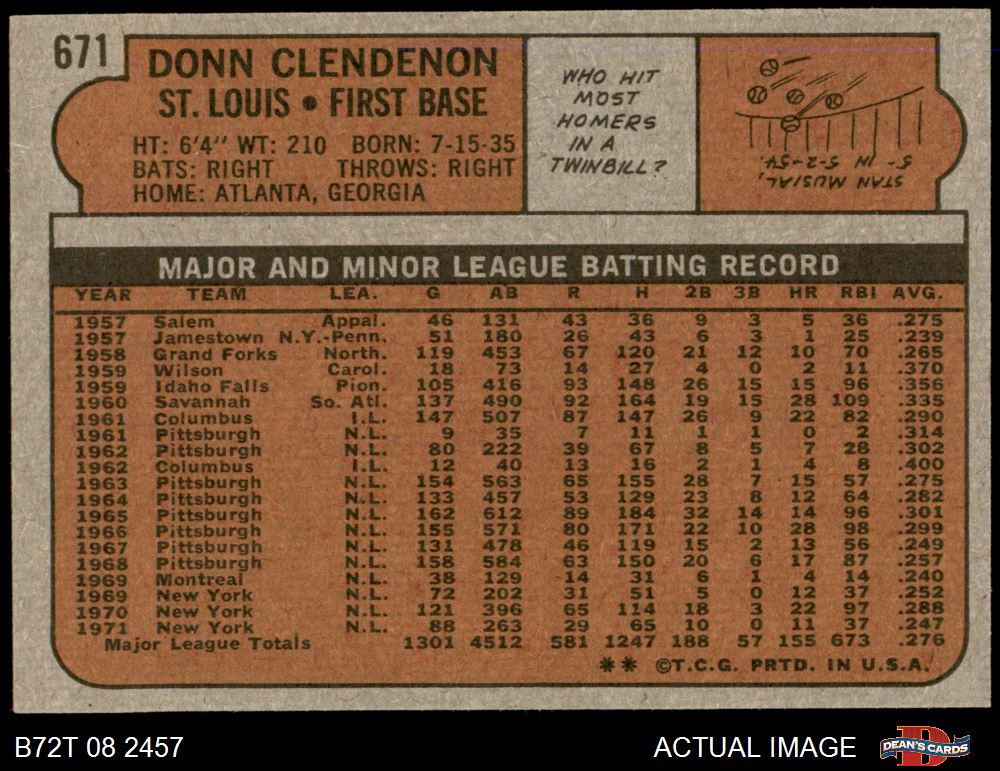 671
DONN CLENDENON
ST. LOUIS • FIRST BASE
HT: 6'4" WT: 210 BORN: 7-15-35
BATS: RIGHT THROWS: RIGHT
HOME: ATLANTA, GEORGIA
WHO HIT
MOST
HOMERS
IN A
TWINBILL?
STAN MUSIAL,
5- IN 5-2-54.
MAJOR AND MINOR LEAGUE BATTING RECORD
YEAR TEAM LEA. G AB R H 2B 3B HR RBI AVG.
1957 Salem Appal. 46 131 43 36 9 3 5 36 .275
1957 Jamestown N.Y.-Penn. 51 180 26 43 6 3 1 25 .239
1958 Grand Forks North. 119 453 67 120 21 12 10 70 .265
1959 Wilson Carol. 18 73 14 27 4 0 2 11 .370
1959 Idaho Falls Pion. 105 416 93 148 26 15 15 96 .356
1960 Savannah So. Atl. 137 490 92 164 19 15 28 109 .335
1961 Columbus I.L. 147 507 87 147 26 9 22 82 .290
1961 Pittsburgh N.L. 9 35 7 11 1 1 0 2 .314
1962 Pittsburgh N.L. 80 222 39 67 8 5 7 28 .302
1962 Columbus I.L. 12 40 13 16 2 1 4 8 .400
1963 Pittsburgh N.L. 154 563 65 155 28 7 15 57 .275
1964 Pittsburgh N.L. 133 457 53 129 23 8 12 64 .282
1965 Pittsburgh N.L. 162 612 89 184 32 14 14 96 .301
1966 Pittsburgh N.L. 155 571 80 171 22 10 28 98 .299
1967 Pittsburgh N.L. 131 478 46 119 15 2 13 56 .249
1968 Pittsburgh N.L. 158 584 63 150 20 6 17 87 .257
1969 Montreal N.L. 38 129 14 31 6 1 4 14 .240
1969 New York N.L. 72 202 31 51 5 0 12 37 .252
1970 New York N.L. 121 396 65 114 18 3 22 97 .288
1971 New York N.L. 88 263 29 65 10 0 11 37 .247
Major League Totals 1301 4512 581 1247 188 57 155 673 .276
** ©T.C.G. PRTD. IN U.S.A.
B72T 08 2457
ACTUAL IMAGE
DEAN'S CARDS